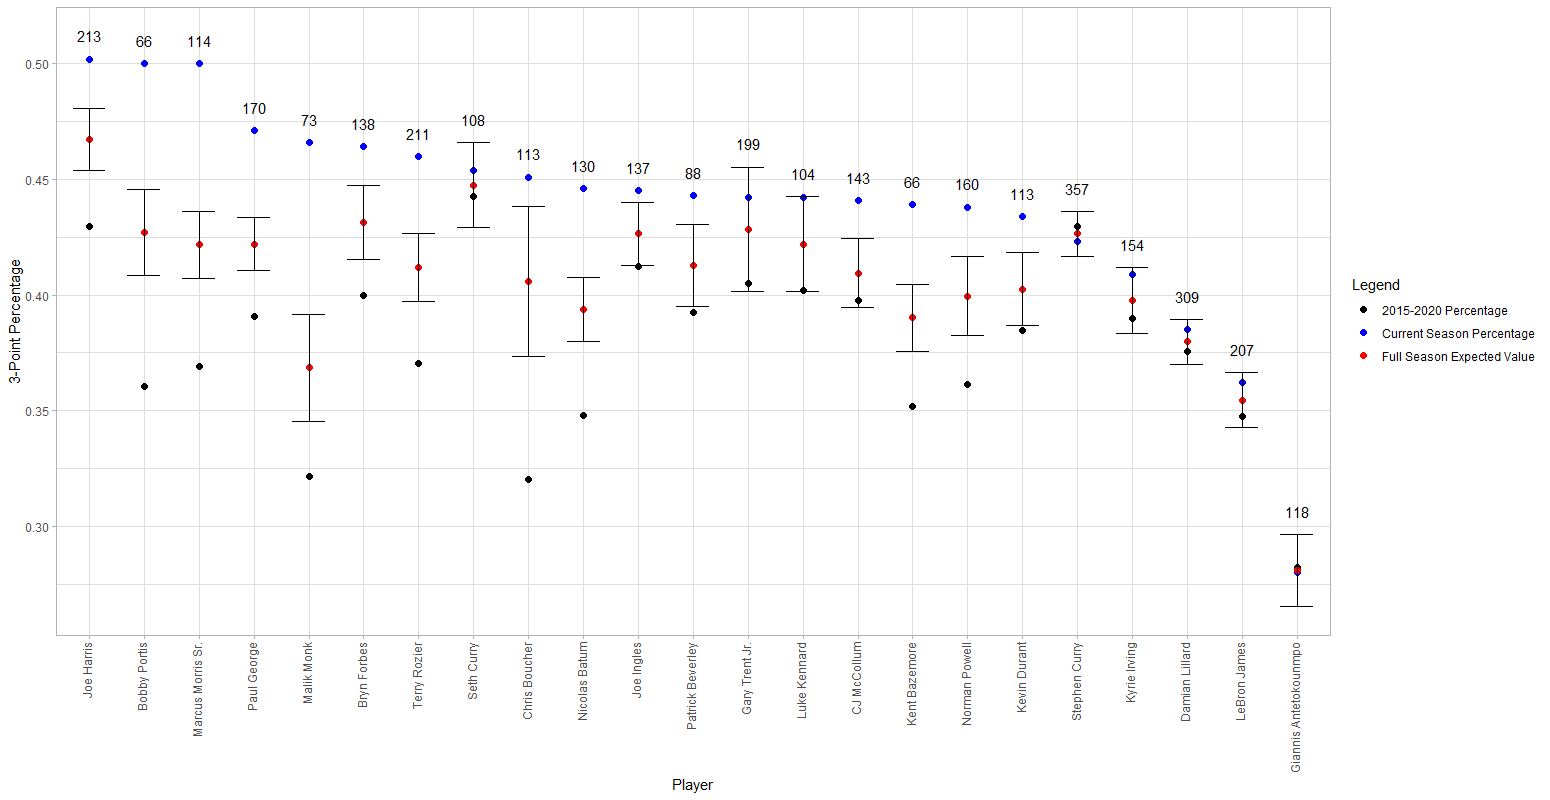 213 66 114 170 73 138 211 108 113 130 137 88 199 104 143 66 160 113 357 154 309 207 118
0.50
0.45
0.40
0.35
0.30
3-Point Percentage
Joe Harris
Bobby Portis
Marcus Morris Sr.
Paul George
Malik Monk
Bryn Forbes
Terry Rozier
Seth Curry
Chris Boucher
Nicolas Batum
Joe Ingles
Patrick Beverley
Gary Trent Jr.
Luke Kennard
CJ McCollum
Kent Bazemore
Norman Powell
Kevin Durant
Stephen Curry
Kyrie Irving
Damian Lillard
LeBron James
Giannis Antetokounmpo
Player
Legend
2015-2020 Percentage
Current Season Percentage
Full Season Expected Value